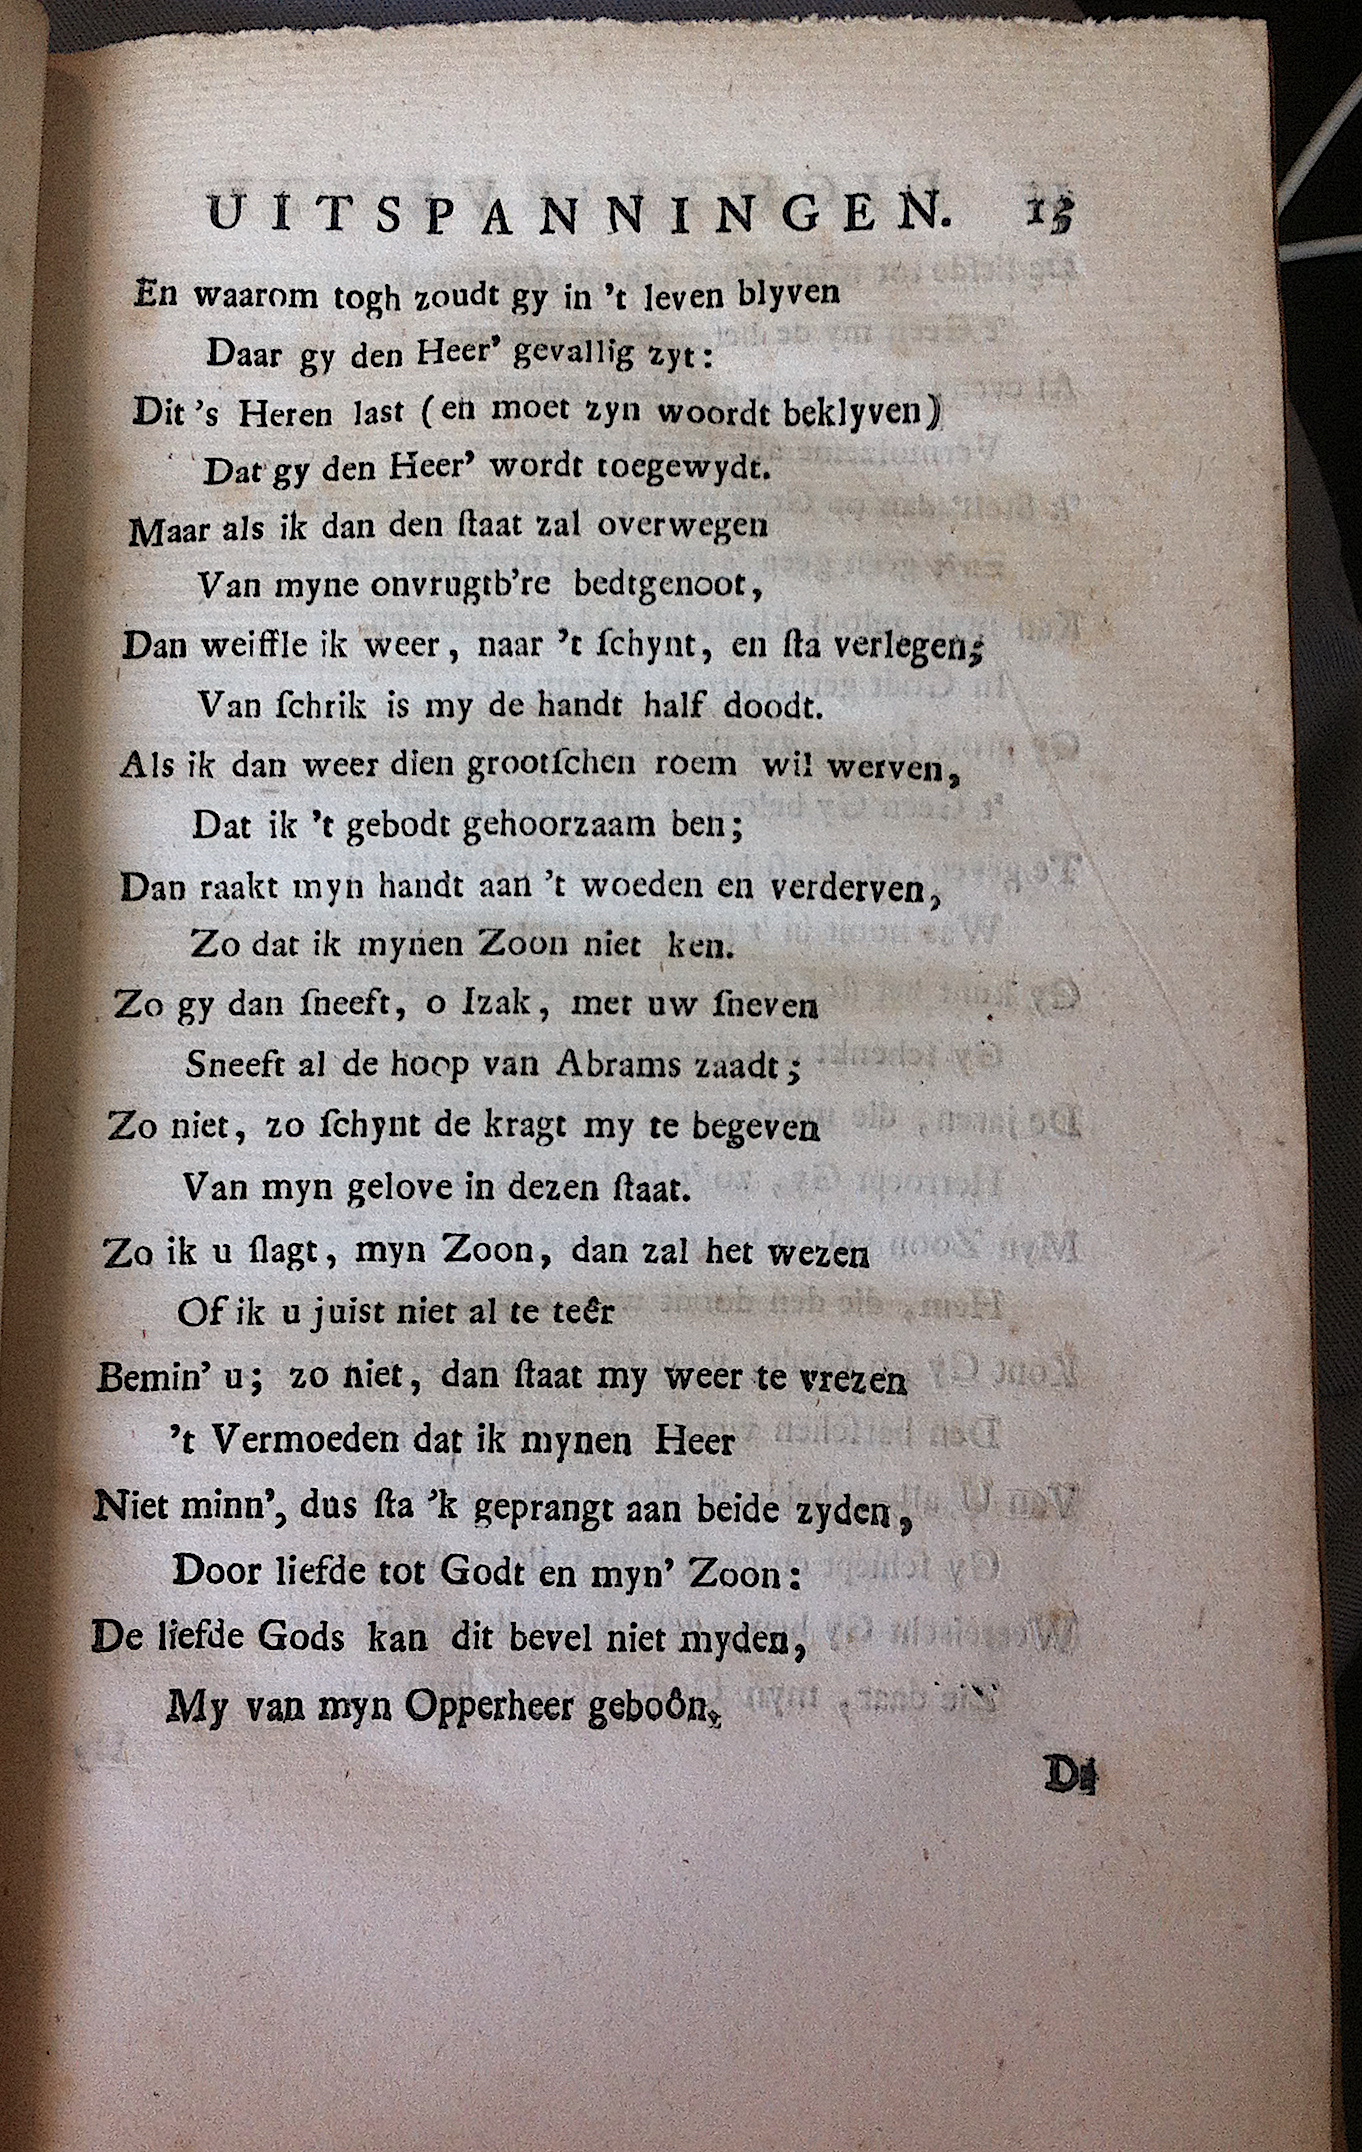 UITSPANNINGEN. 13
En waarom togh zoudt gy in 't leven blyven
Daar gy den Heer' gevallig zyt:
Dit 's Heren last (en moet zyn woordt beklyven)
Dat gy den Heer' wordt toegewydt.
Maar als ik dan den ſtaat zal overwegen
Van myne onvrugtb're bedtgenoot,
Dan weiffle ik weer, naar 't ſchynt, en ſta verlegen;
Van ſchrik is my de handt half doodt.
Als ik dan weer dien grootſchen roem wil werven,
Dat ik 't gebodt gehoorzaam ben;
Dan raakt myn handt aan 't woeden en verderven,
Zo dat ik mynen Zoon niet ken.
Zo gy dan ſneeft, o Izak, met uw ſneven
Sneeft al de hoop van Abrams zaadt;
Zo niet, zo ſchynt de kragt my te begeven
Van myn gelove in dezen ſtaat.
Zo ik u ſlagt, myn Zoon, dan zal het wezen
Of ik u juist niet al te teêr
Bemin' u; zo niet, dan ſtaat my weer te vrezen
't Vermoeden dat ik mynen Heer
Niet minn', dus ſta 'k geprangt aan beide zyden,
Door liefde tot Godt en myn' Zoon:
De liefde Gods kan dit bevel niet myden,
My van myn Opperheer geboôn.